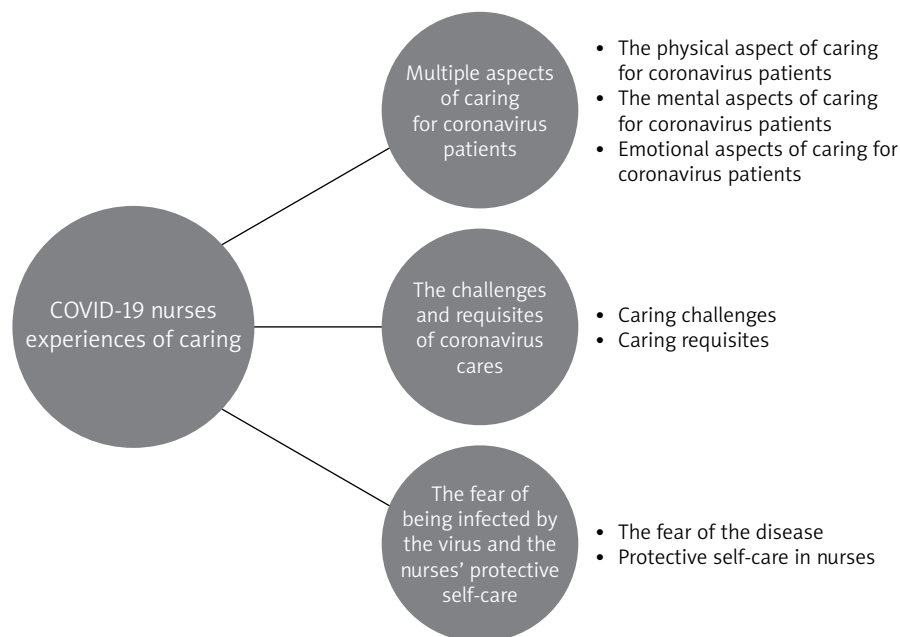 COVID-19 nurses
experiences of caring
Multiple aspects
of caring
for coronavirus
patients
• The physical aspect of caring
for coronavirus patients
• The mental aspects of caring
for coronavirus patients
• Emotional aspects of caring for
coronavirus patients
The challenges
and requisites
of coronavirus
cares
• Caring challenges
• Caring requisites
The fear of
being infected by
the virus and the
nurses’ protective
self-care
• The fear of the disease
• Protective self-care in nurses